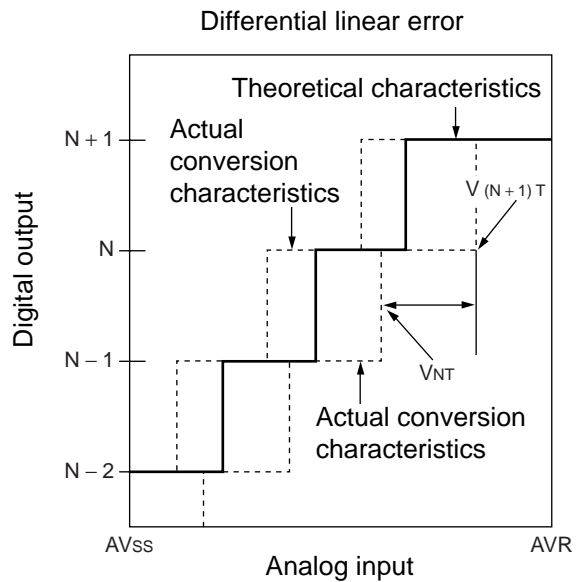 Differential linear error
Theoretical characteristics
Actual
conversion
characteristics
N + 1
V (N + 1) T
N
Digital output
N − 1
VNT
Actual conversion
characteristics
N − 2
AVSS
AVR
Analog input